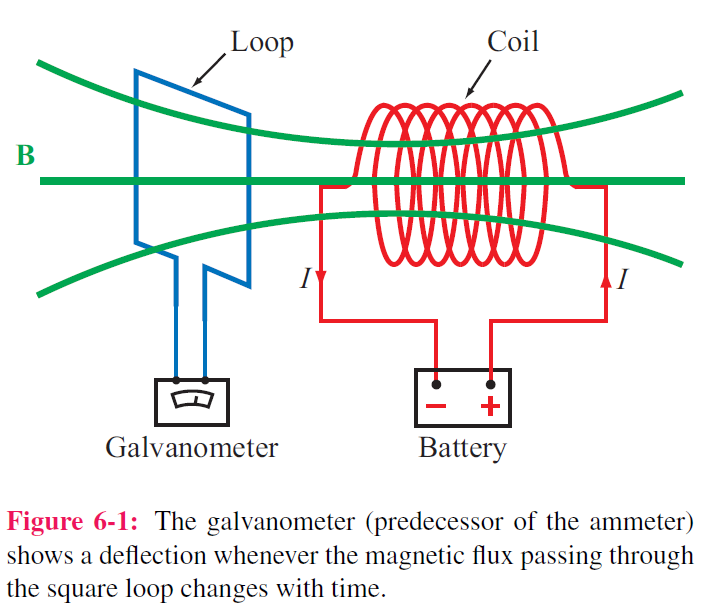 Loop
Coil
B
I
I
− +
Galvanometer
Battery
Figure 6-1: The galvanometer (predecessor of the ammeter)
shows a deflection whenever the magnetic flux passing through
the square loop changes with time.